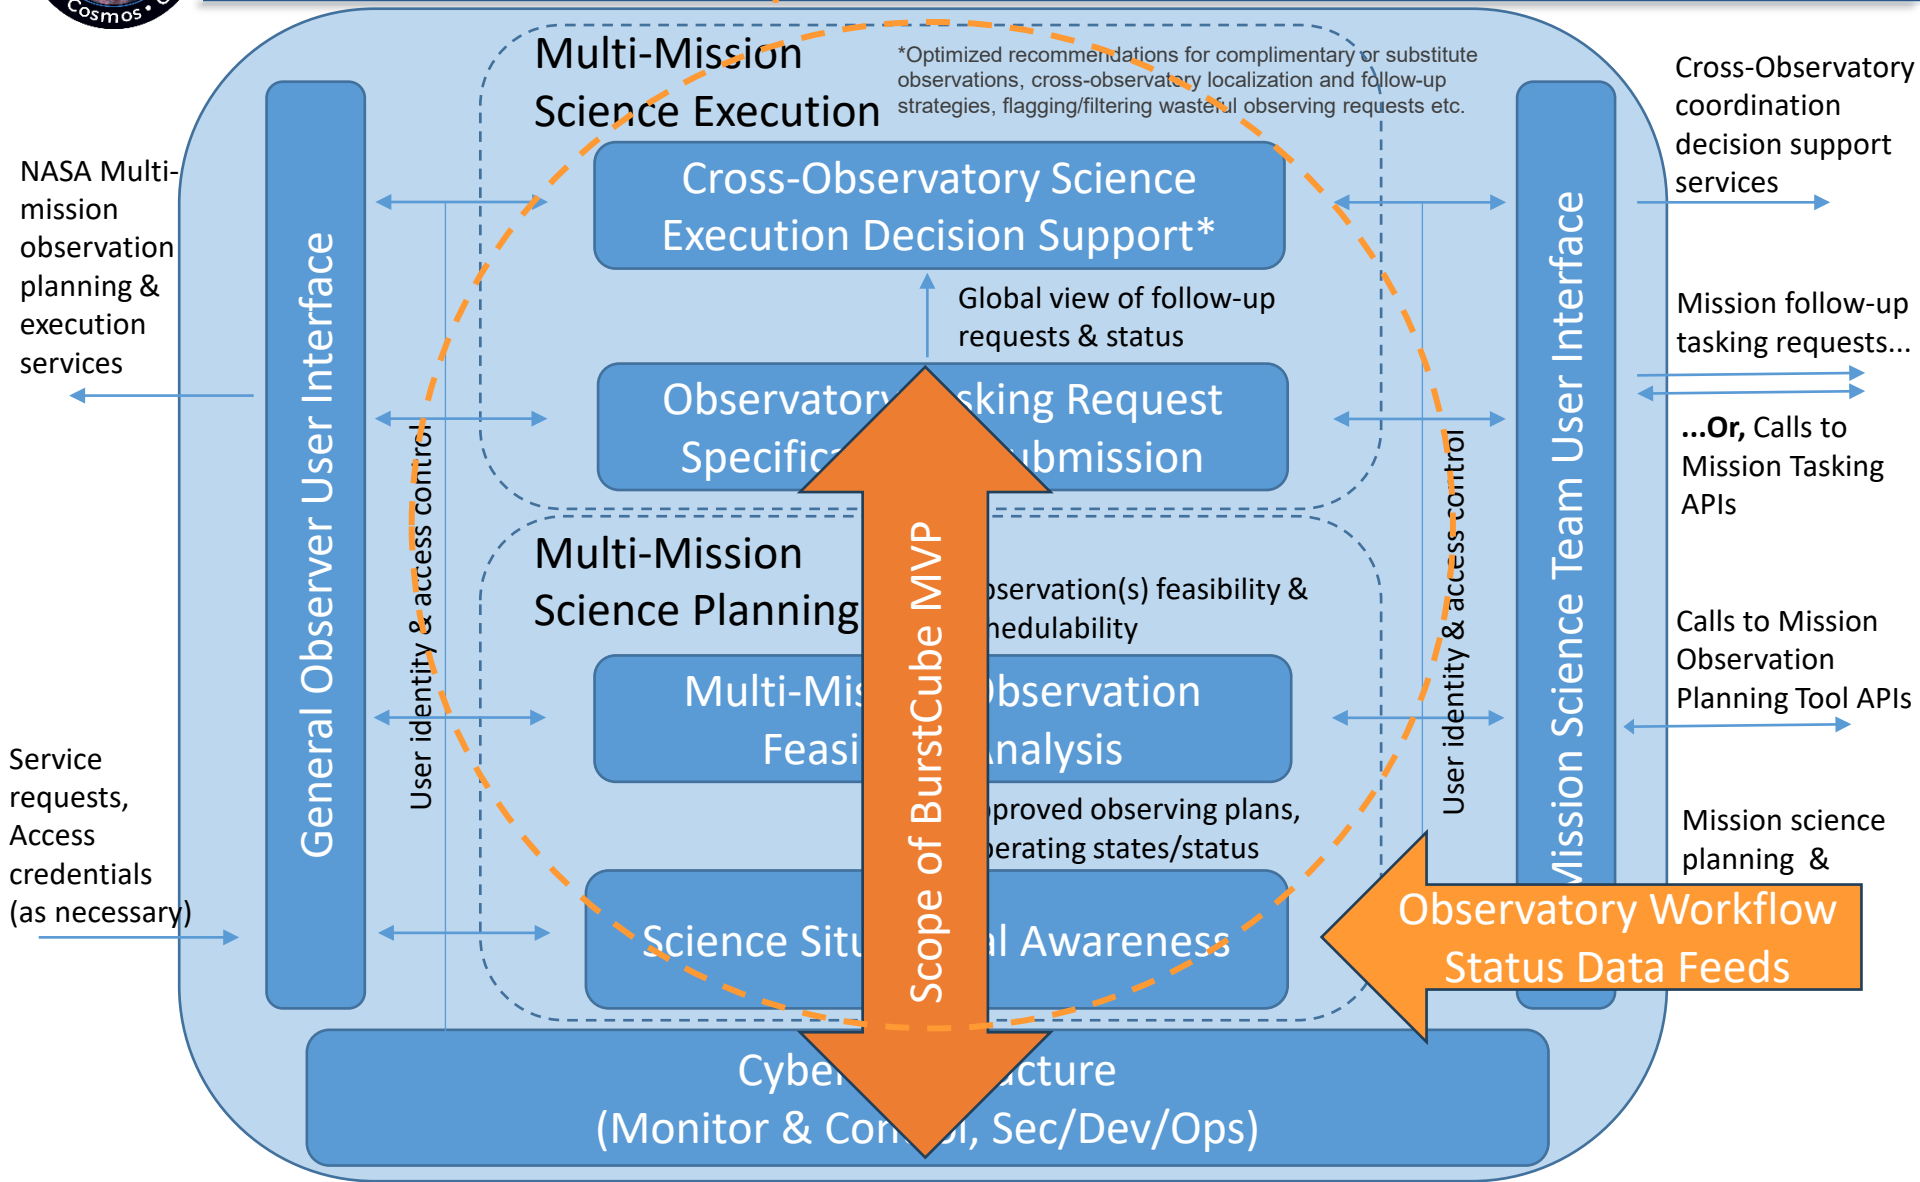 Cosmos •
Multi-Mission
Science Execution
*Optimized recommendations for complimentary or substitute
observations, cross-observatory localization and follow-up
strategies, flagging/filtering wasteful observing requests etc.
Cross-Observatory Science
Execution Decision Support*
Global view of follow-up
requests & status
Observatory sking Request
Specifica ubmission
Multi-Mission
Science Planning
bservation(s) feasibility &
hedulability
Multi-Mis bservation
Feasi nalysis
pproved observing plans,
perating states/status
Science Situ al Awareness
Cyber cture
(Monitor & Control, Sec/Dev/Ops)
Scope of BurstCube MVP
General Observer User Interface
User identity & access control
User identity & access control
Mission Science Team User Interface
Observatory Workflow
Status Data Feeds
NASA Multi-
mission
observation
planning &
execution
services
Service
requests,
Access
credentials
(as necessary)
Cross-Observatory
coordination
decision support
services
Mission follow-up
tasking requests...
...Or, Calls to
Mission Tasking
APIs
Calls to Mission
Observation
Planning Tool APIs
Mission science
planning &